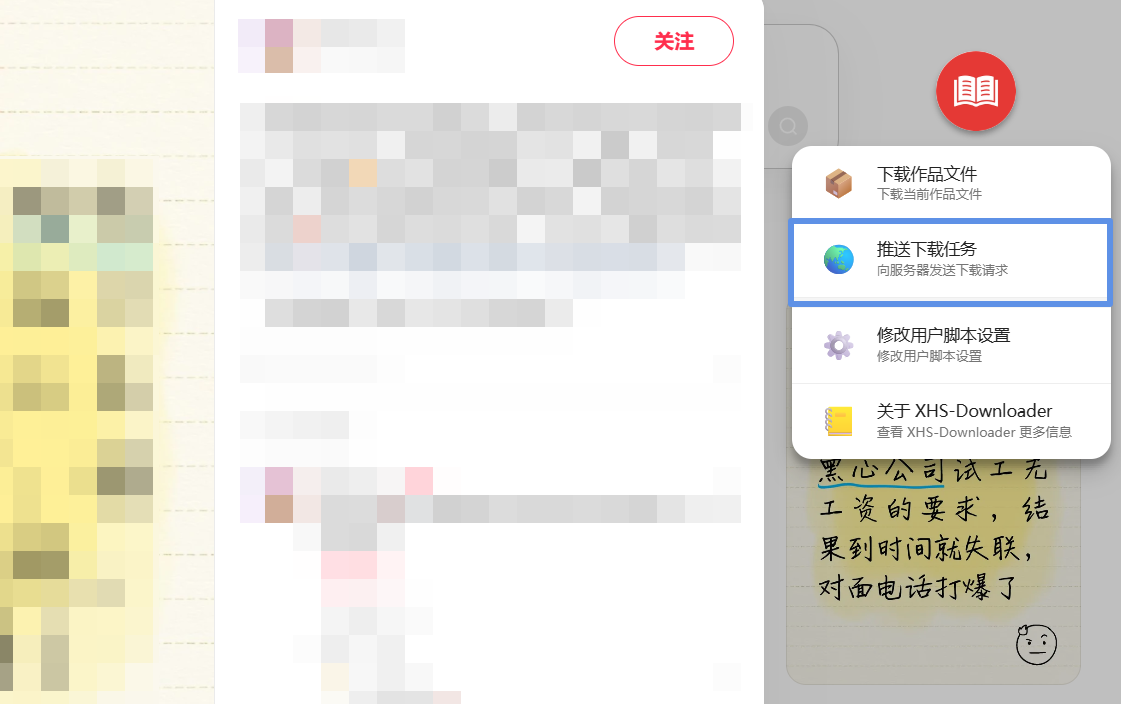 关注
下载作品文件
下载当前作品文件
推送下载任务
向服务器发送下载请求
修改用户脚本设置
修改用户脚本设置
关于 XHS-Downloader
查看 XHS-Downloader 更多信息
黑心公司试工无
工资的要求，结
果到时间就失联，
对面电话打爆了